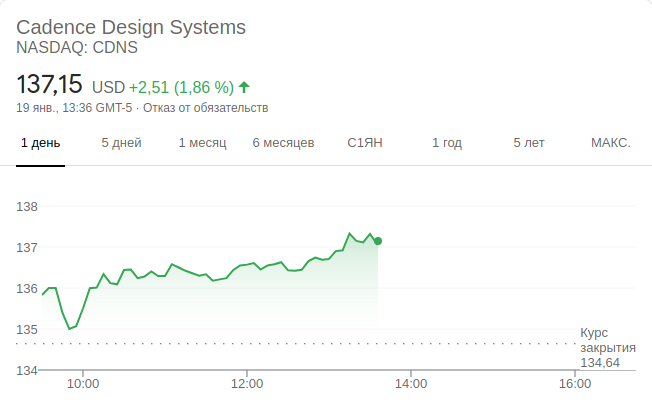 Cadence Design Systems
NASDAQ: CDNS
137,15 USD +2,51 (1,86 %)
19 янв., 13:36 GMT-5 · Отказ от обязательств
1 день 5 дней 1 месяц 6 месяцев С1ЯН 1 год 5 лет МАКС.
138
137
136
135
Курс
закрытия
134,64
134
10:00 12:00 14:00 16:00